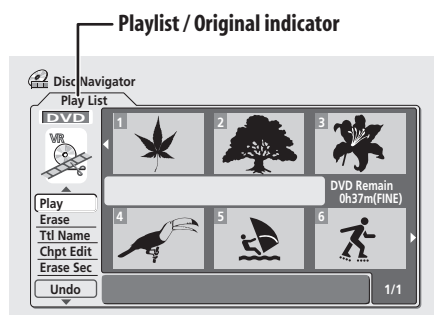 Playlist / Original indicator
Disc Navigator
Play List
DVD
VR
1
2
3
DVD Remain
0h37m(FINE)
Play
Erase
Ttl Name
Chpt Edit
Erase Sec
Undo
4
5
6
1/1